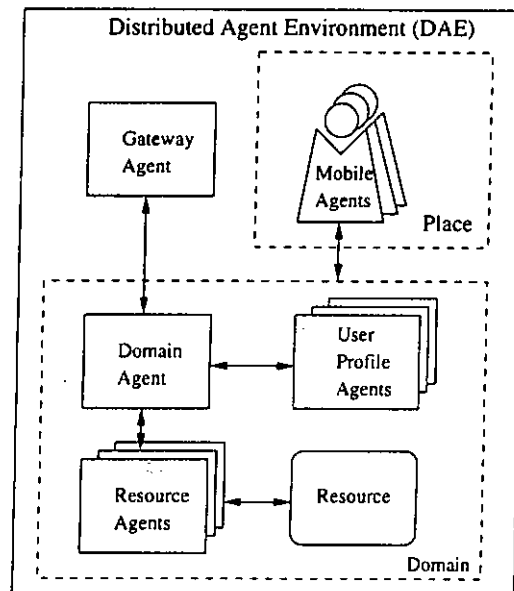 Distributed Agent Environment (DAE)
Gateway
Agent
Mobile
Agents
Place
Domain
Agent
User
Profile
Agents
Resource
Agents
Resource
Domain